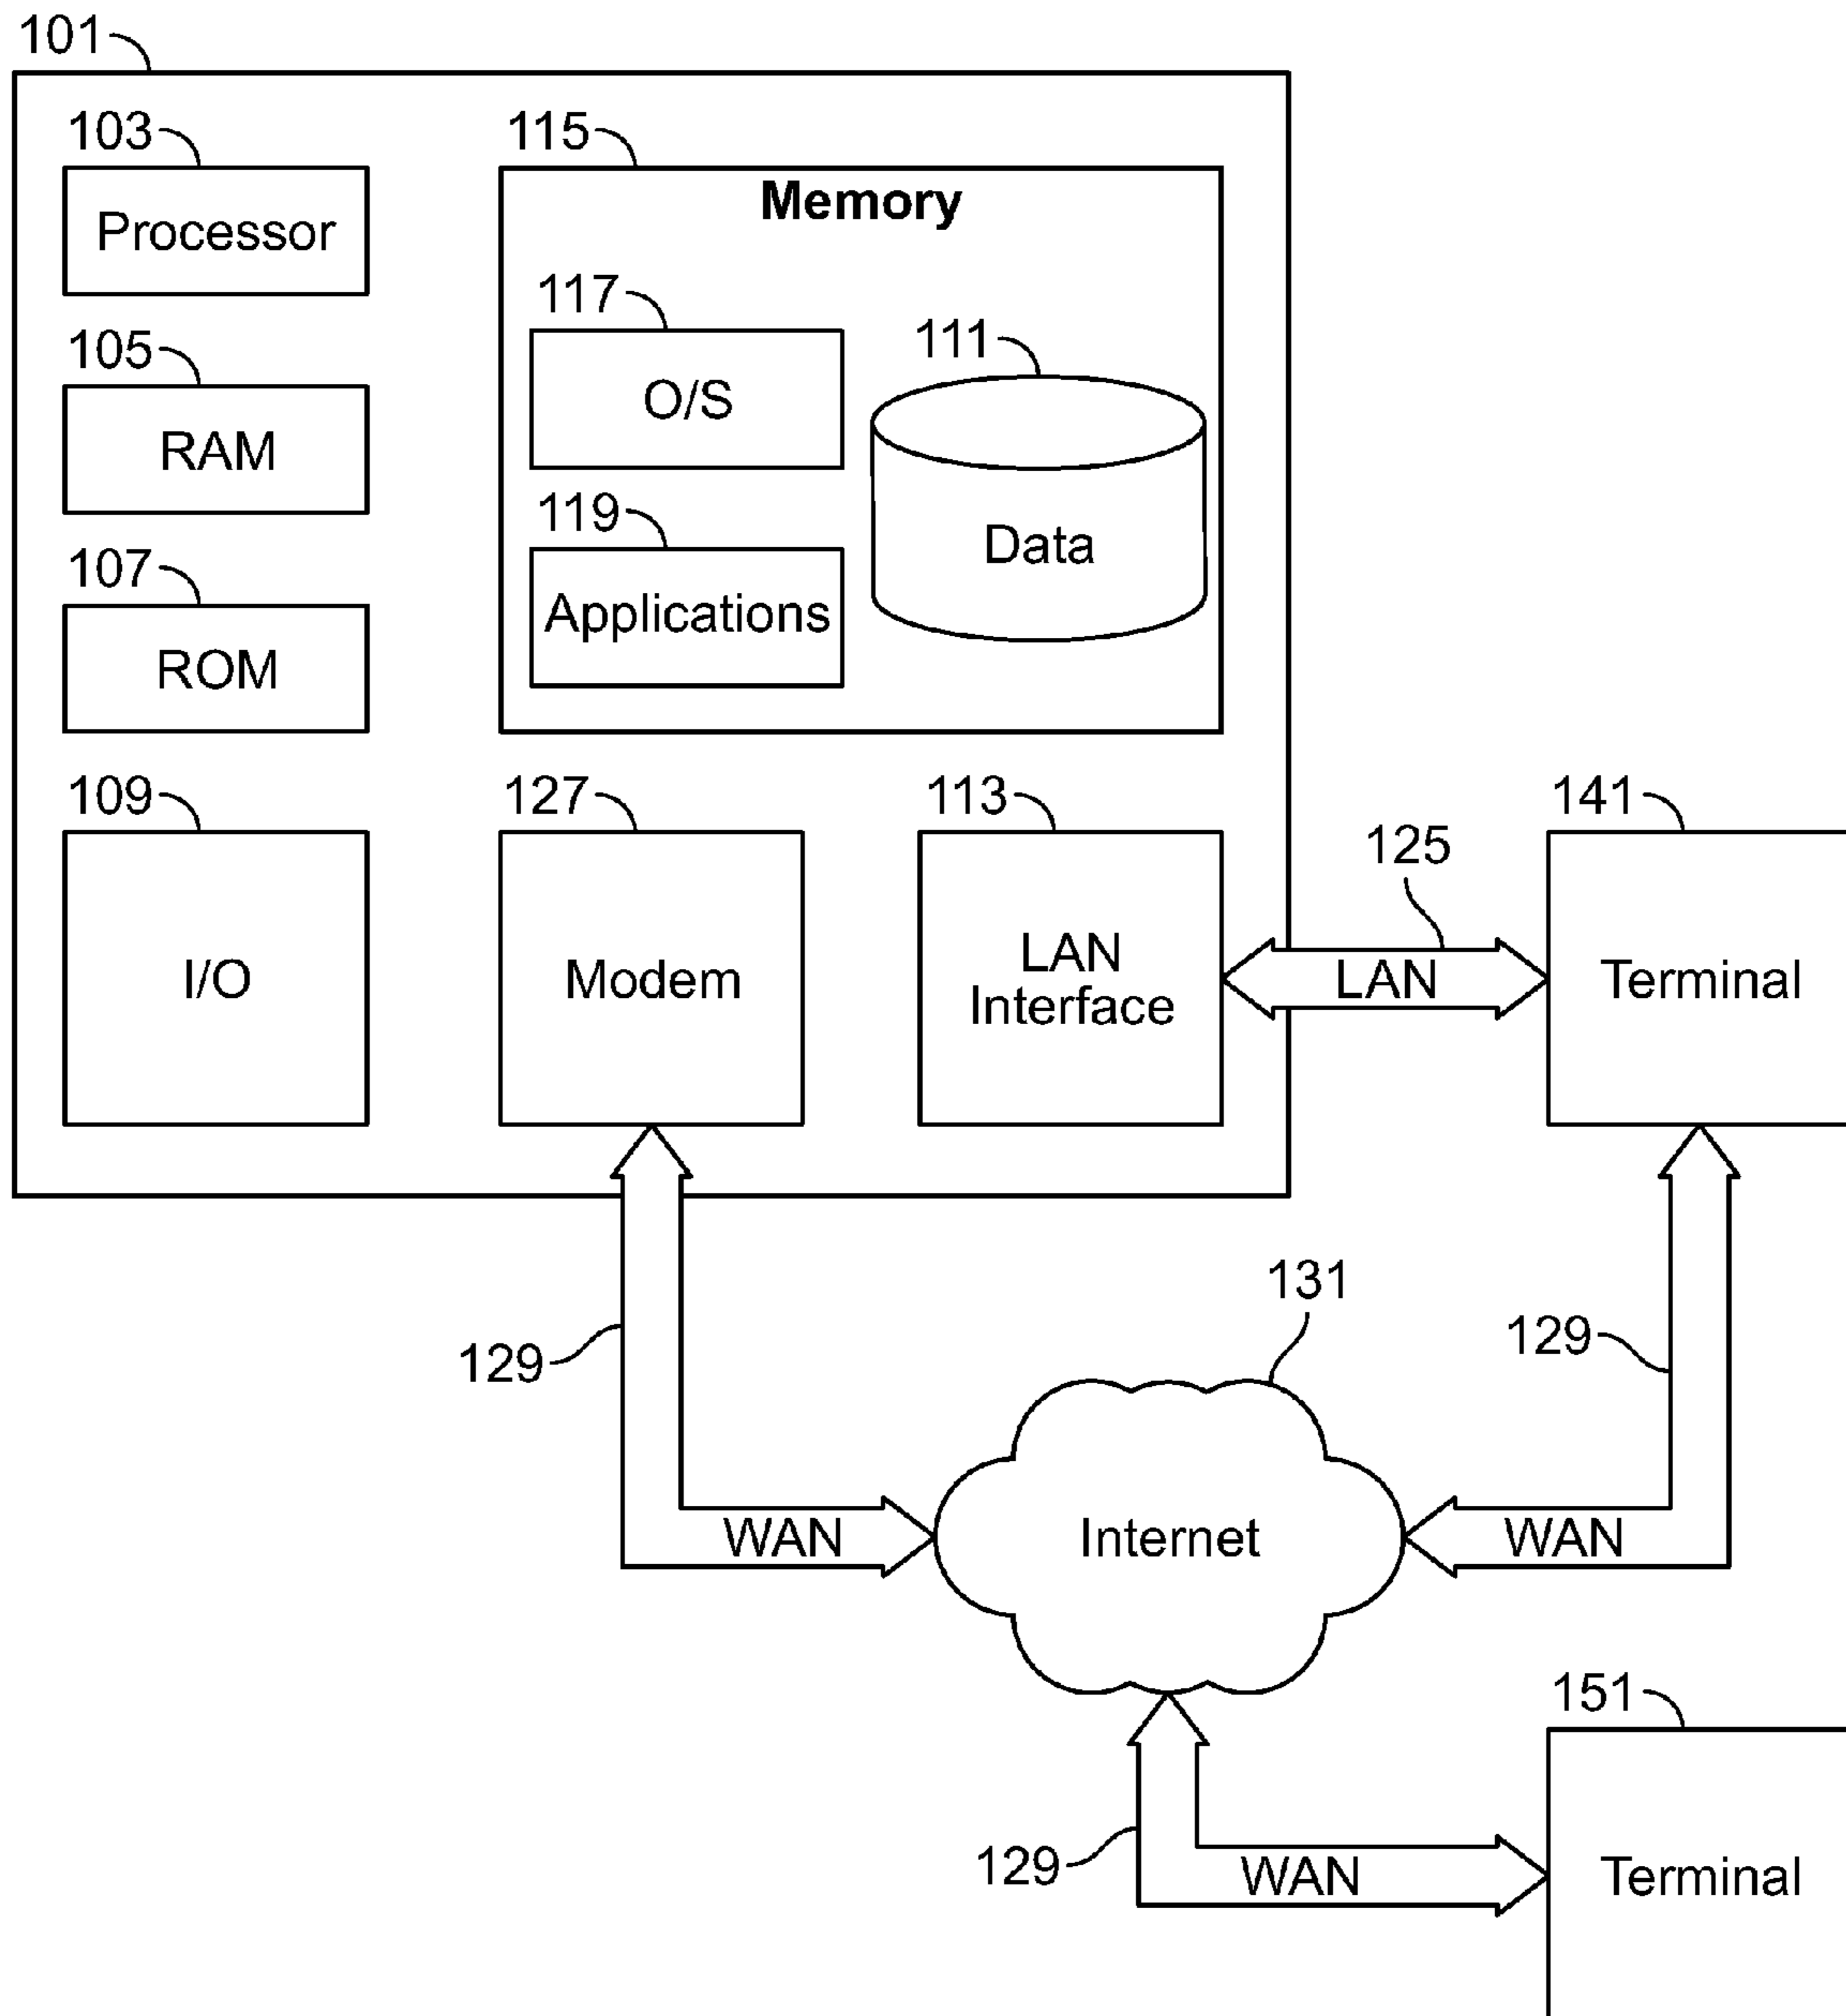 101
103
Processor
105
RAM
107
ROM
109
I/O
115
Memory
117
O/S
119
Applications
111
Data
127
Modem
113
LAN
Interface
125
LAN
141
Terminal
129
WAN
131
Internet
129
WAN
129
WAN
151
Terminal